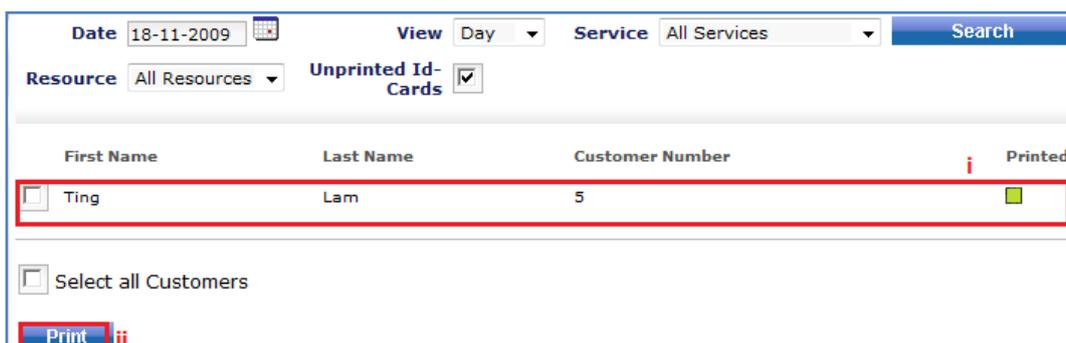 Date 18-11-2009 View Day Service All Services Search
Resource All Resources Unprinted Id-
Cards
First Name Last Name Customer Number i Printed
Ting Lam 5
Select all Customers
Print ii